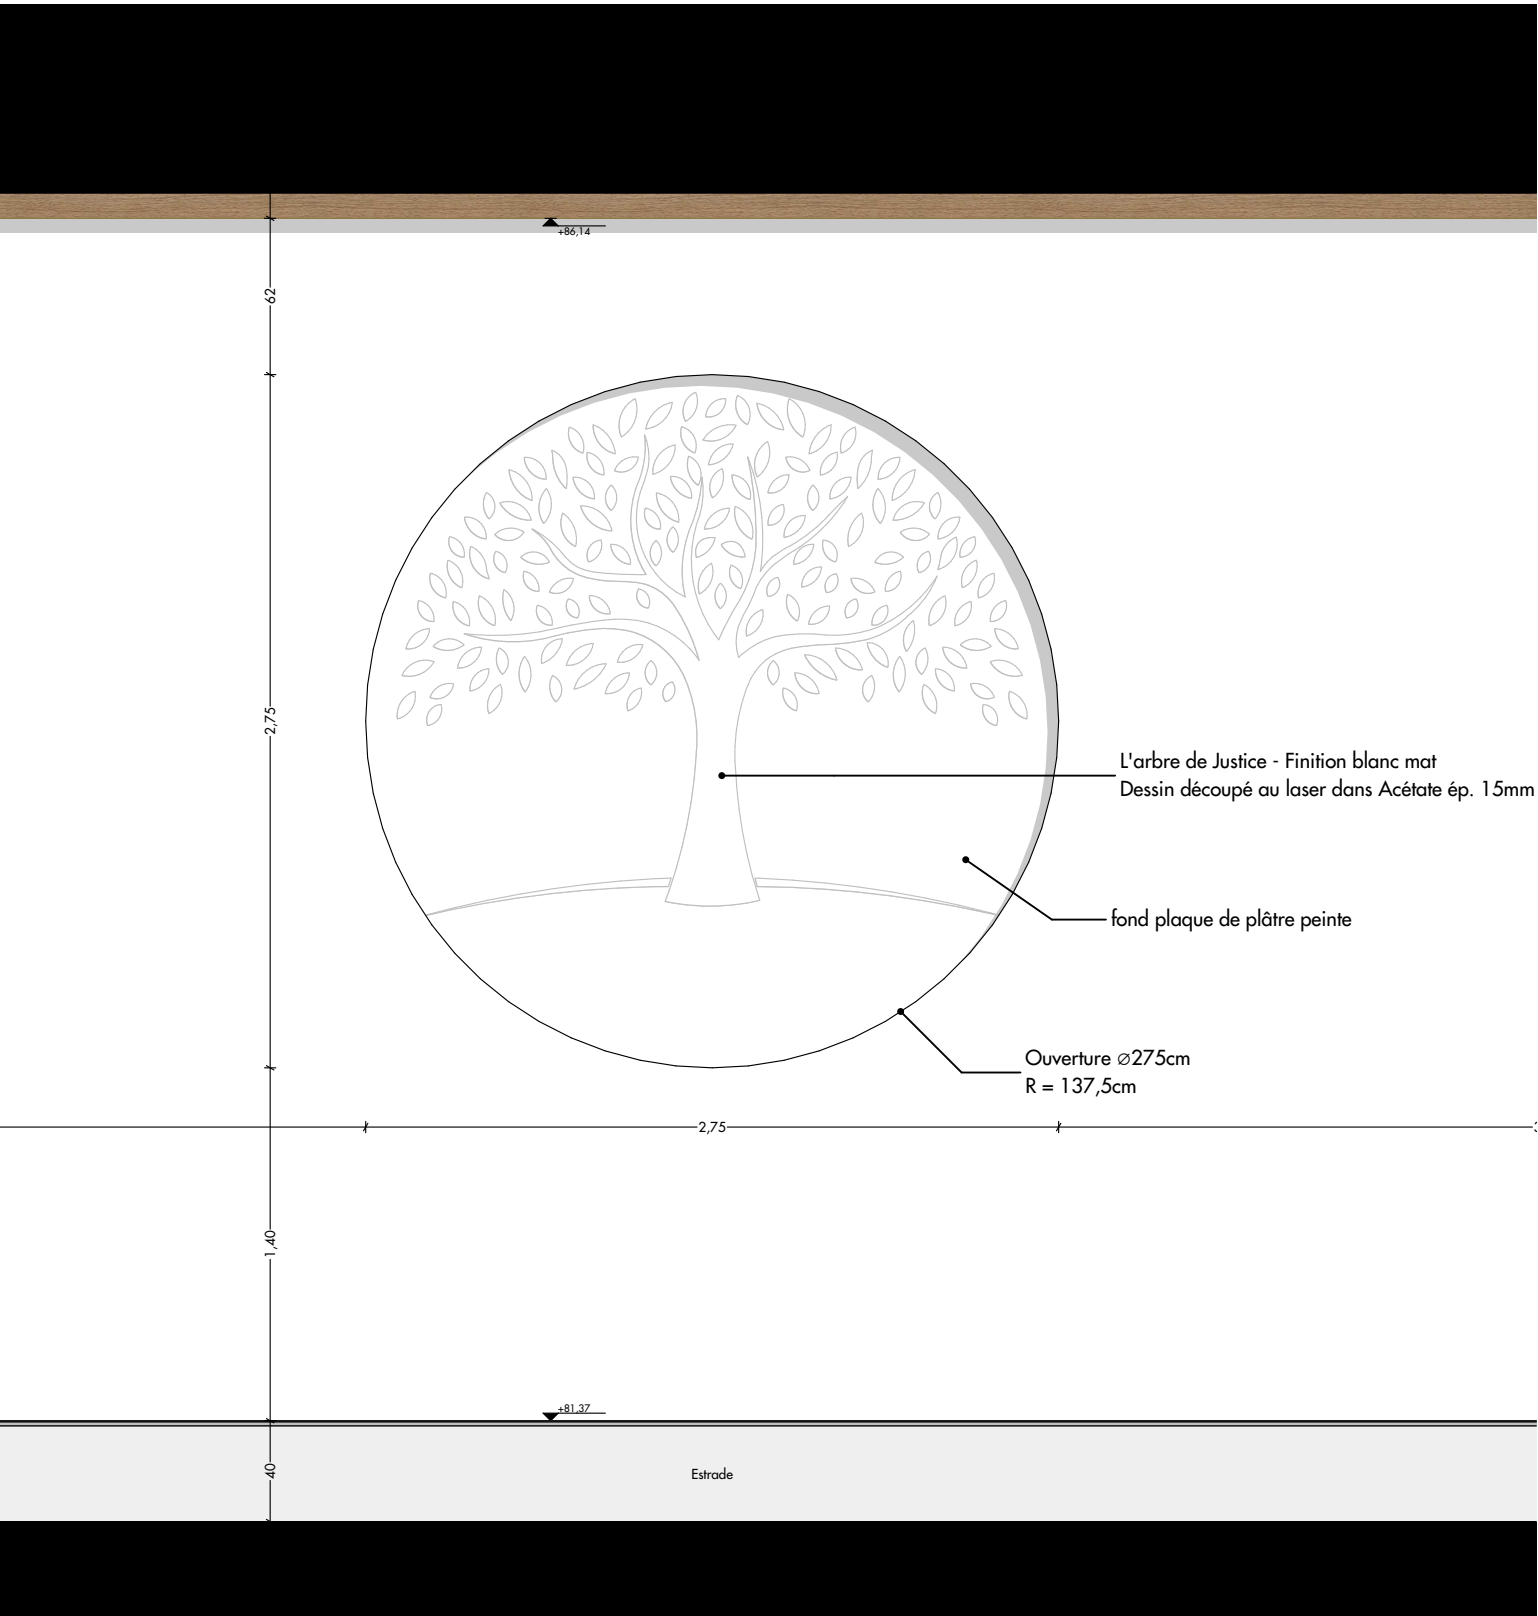 +86,14
62
2,75
L'arbre de Justice - Finition blanc mat
Dessin découpé au laser dans Acétate ép. 15mm
fond plaque de plâtre peinte
Ouverture ⌀275cm
R = 137,5cm
2,75
1,40
+81,37
40
Estrade